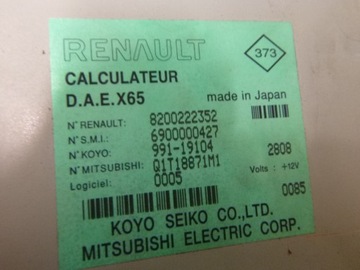 RENAULT
373
CALCULATEUR
D.A.E.X65
made in Japan
N° RENAULT: 8200222352
N° S.M.I.: 6900000427
N° KOYO: 991-19104
N° MITSUBISHI: Q1T18871M1
2808
Logiciel: 0005
Volts : +12V
0085
KOYO SEIKO CO.,LTD.
MITSUBISHI ELECTRIC CORP.